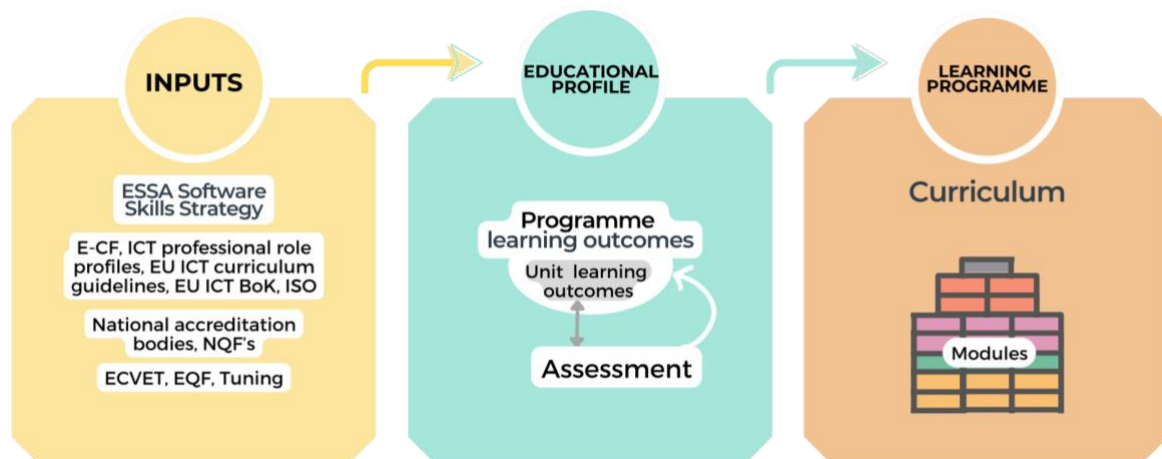 INPUTS
ESSA Software
Skills Strategy
E-CF, ICT professional role
profiles, EU ICT curriculum
guidelines, EU ICT BoK, ISO
National accreditation
bodies, NQF's
ECVET, EQF, Tuning
EDUCATIONAL
PROFILE
Programme
learning outcomes
Unit learning
outcomes
Assessment
LEARNING
PROGRAMME
Curriculum
Modules